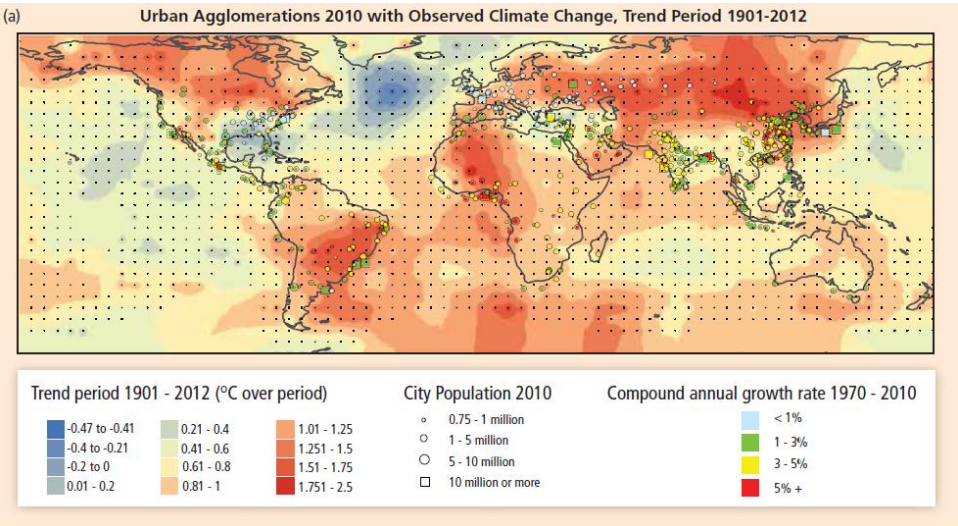 (a)
Urban Agglomerations 2010 with Observed Climate Change, Trend Period 1901-2012
Trend period 1901 - 2012 (°C over period)
-0.47 to -0.41
-0.4 to -0.21
-0.2 to 0
0.01 - 0.2
0.21 - 0.4
0.41 - 0.6
0.61 - 0.8
0.81 - 1
1.01 - 1.25
1.251 - 1.5
1.51 - 1.75
1.751 - 2.5
City Population 2010
0.75 - 1 million
1 - 5 million
5 - 10 million
10 million or more
Compound annual growth rate 1970 - 2010
< 1%
1 - 3%
3 - 5%
5% +